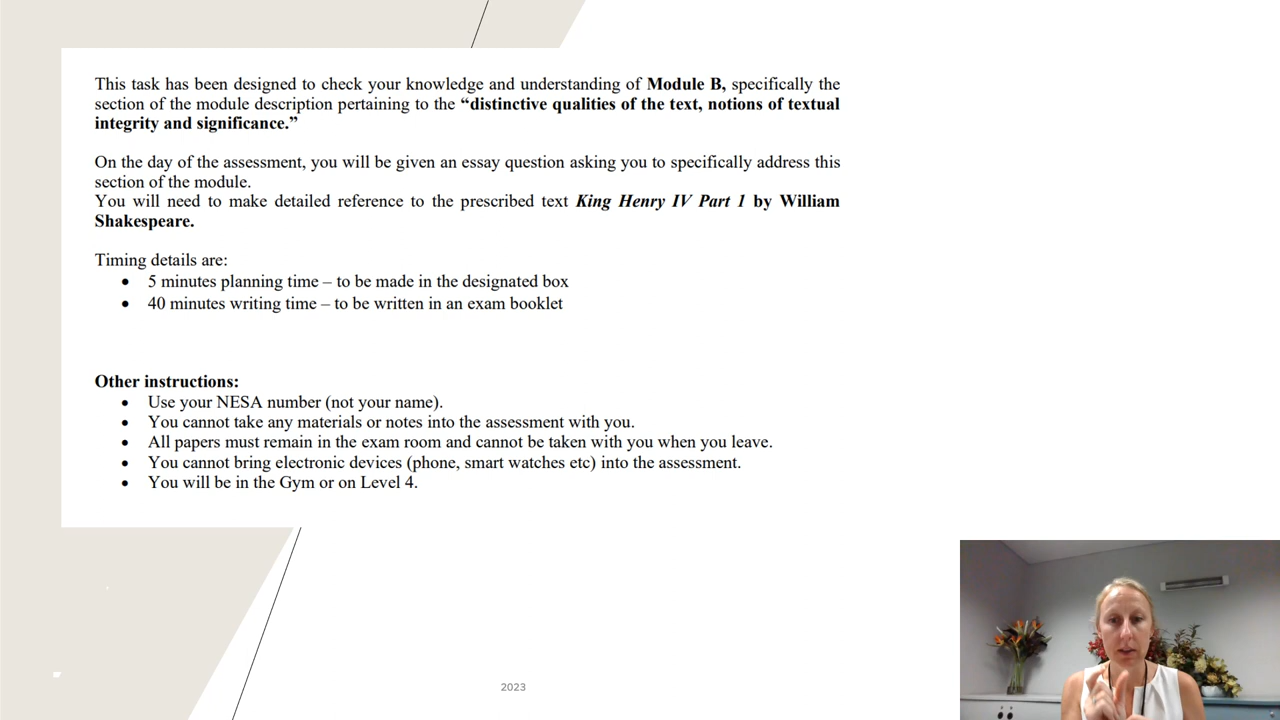 This task has been designed to check your knowledge and understanding of Module B, specifically the
section of the module description pertaining to the “distinctive qualities of the text, notions of textual
integrity and significance.”
On the day of the assessment, you will be given an essay question asking you to specifically address this
section of the module.
You will need to make detailed reference to the prescribed text King Henry IV Part 1 by William
Shakespeare.
Timing details are:
• 5 minutes planning time – to be made in the designated box
• 40 minutes writing time – to be written in an exam booklet
Other instructions:
• Use your NESA number (not your name).
• You cannot take any materials or notes into the assessment with you.
• All papers must remain in the exam room and cannot be taken with you when you leave.
• You cannot bring electronic devices (phone, smart watches etc) into the assessment.
• You will be in the Gym or on Level 4.
2023